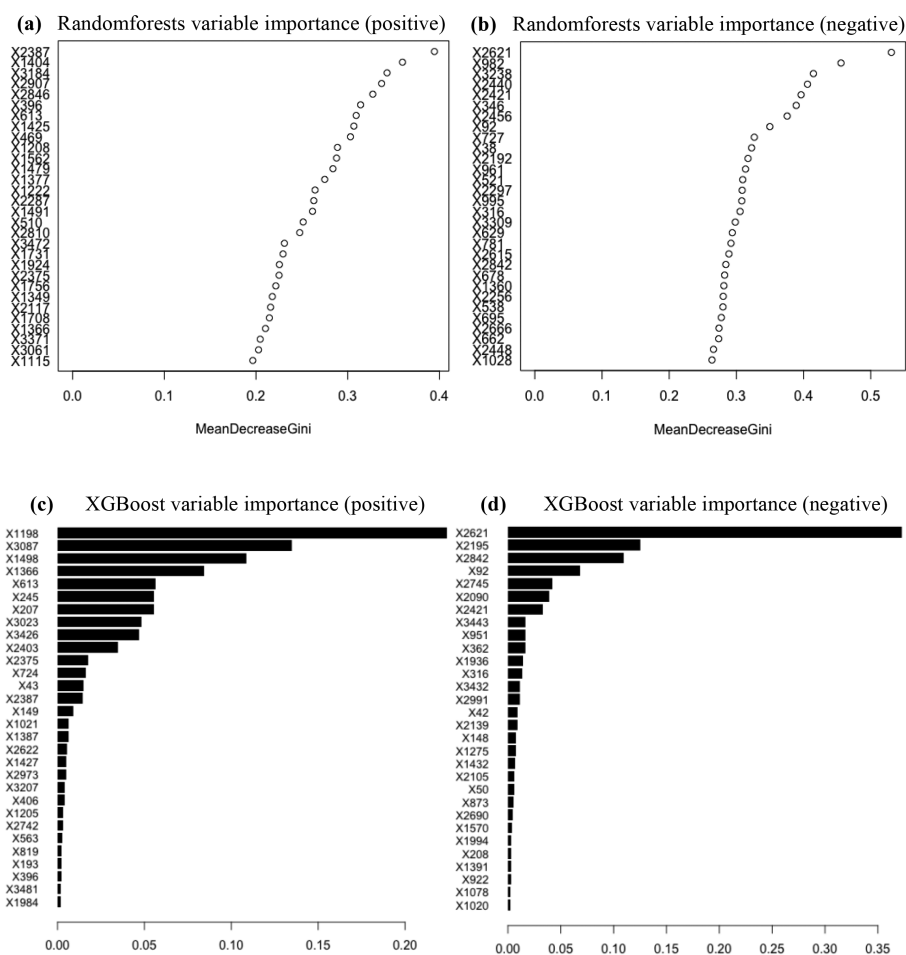 (a) Randomforests variable importance (positive)
X2387
X1404
X3184
X2907
X2846
X396
X613
X1425
X469
X1208
X1562
X1479
X1377
X1222
X2287
X1491
X510
X2810
X3472
X1731
X1924
X2375
X1756
X1349
X2117
X1708
X1366
X3371
X3061
X1115
0.0 0.1 0.2 0.3 0.4
MeanDecreaseGini
(b) Randomforests variable importance (negative)
X2621
X982
X3238
X2440
X2421
X346
X2456
X92
X727
X38
X2192
X961
X521
X2297
X995
X316
X3309
X629
X781
X2615
X2842
X678
X1360
X2256
X538
X695
X2666
X662
X2448
X1028
0.0 0.1 0.2 0.3 0.4 0.5
MeanDecreaseGini
(c) XGBoost variable importance (positive)
X1198
X3087
X1498
X1366
X613
X245
X207
X3023
X3426
X2403
X2375
X724
X43
X2387
X149
X1021
X1387
X2622
X1427
X2973
X3207
X406
X1205
X2742
X563
X819
X193
X396
X3481
X1984
0.00 0.05 0.10 0.15 0.20
(d) XGBoost variable importance (negative)
X2621
X2195
X2842
X92
X2745
X2090
X2421
X3443
X951
X362
X1936
X316
X3432
X2991
X42
X2139
X148
X1275
X1432
X2105
X50
X873
X2690
X1570
X1994
X208
X1391
X922
X1078
X1020
0.00 0.05 0.10 0.15 0.20 0.25 0.30 0.35